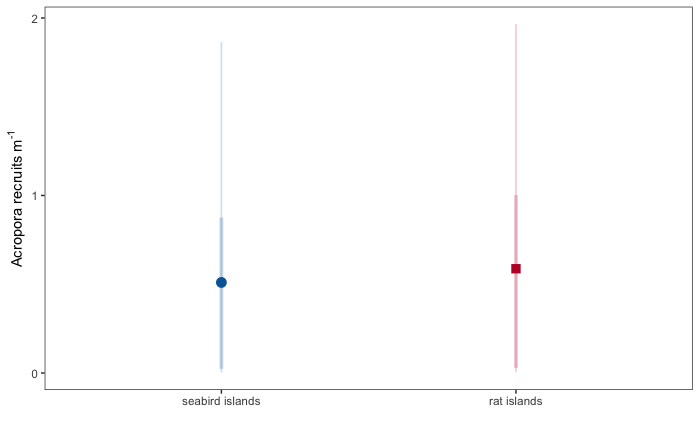 2
Acropora recruits m⁻¹
1
0
seabird islands
rat islands